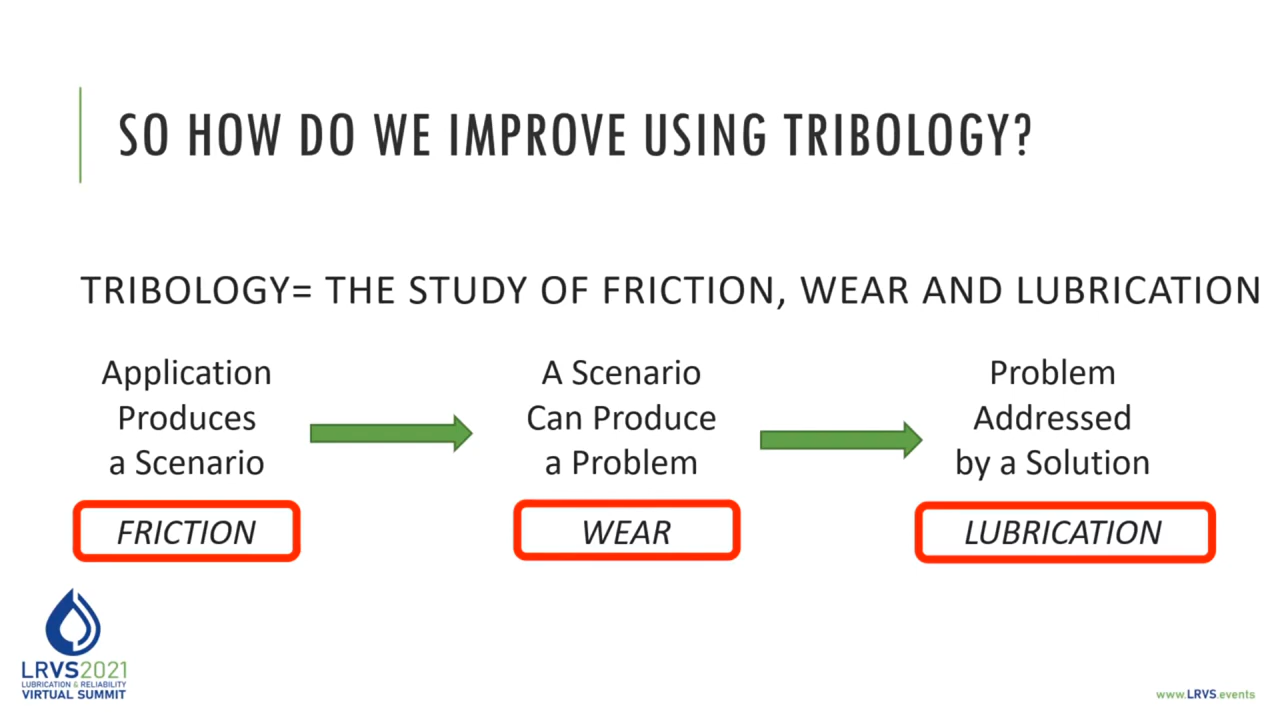 SO HOW DO WE IMPROVE USING TRIBOLOGY?
TRIBOLOGY= THE STUDY OF FRICTION, WEAR AND LUBRICATION
Application
Produces
a Scenario
FRICTION
A Scenario
Can Produce
a Problem
WEAR
Problem
Addressed
by a Solution
LUBRICATION
LRVS2021
LUBRICATION & RELIABILITY
VIRTUAL SUMMIT
www.LRVS.events